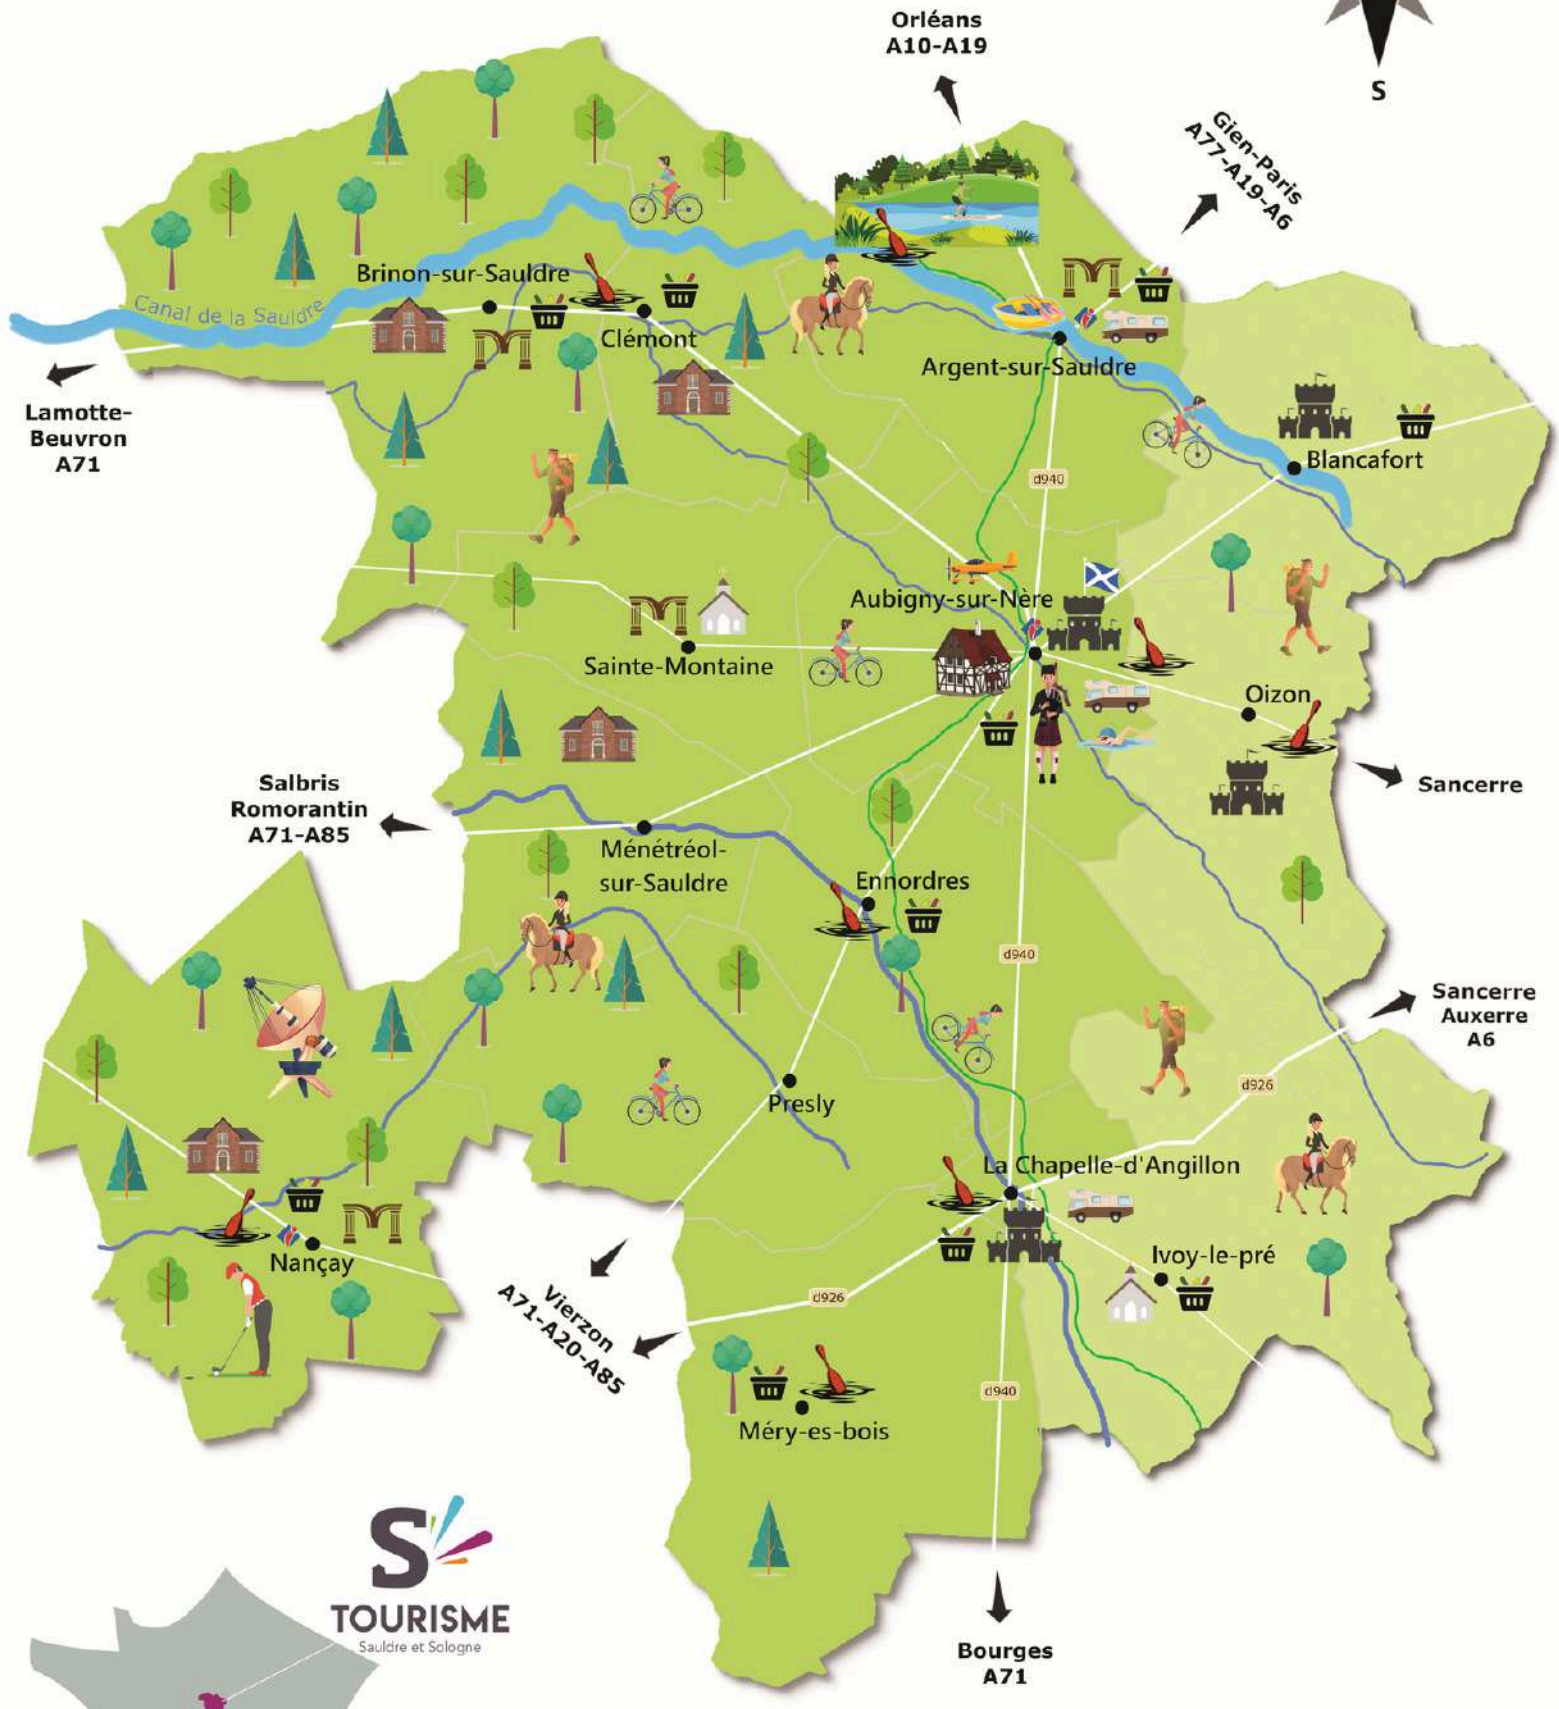 Orléans
A10-A19
S
Gien-Paris
A77-A19-A6
Brinon-sur-Sauldre
Canal de la Sauldre
Clémont
Argent-sur-Sauldre
Lamotte-
Beuvron
A71
Blancafort
d940
Aubigny-sur-Nère
Sainte-Montaine
Oizon
Sancerre
Salbris
Romorantin
A71-A85
Ménétréol-
sur-Sauldre
Ennordres
d940
Sancerre
Auxerre
A6
d926
Presly
La Chapelle-d'Angillon
Nançay
Ivoy-le-pré
Vierzon
A71-A20-A85
d926
d940
Méry-es-bois
S
TOURISME
Sauldre et Sologne
Bourges
A71